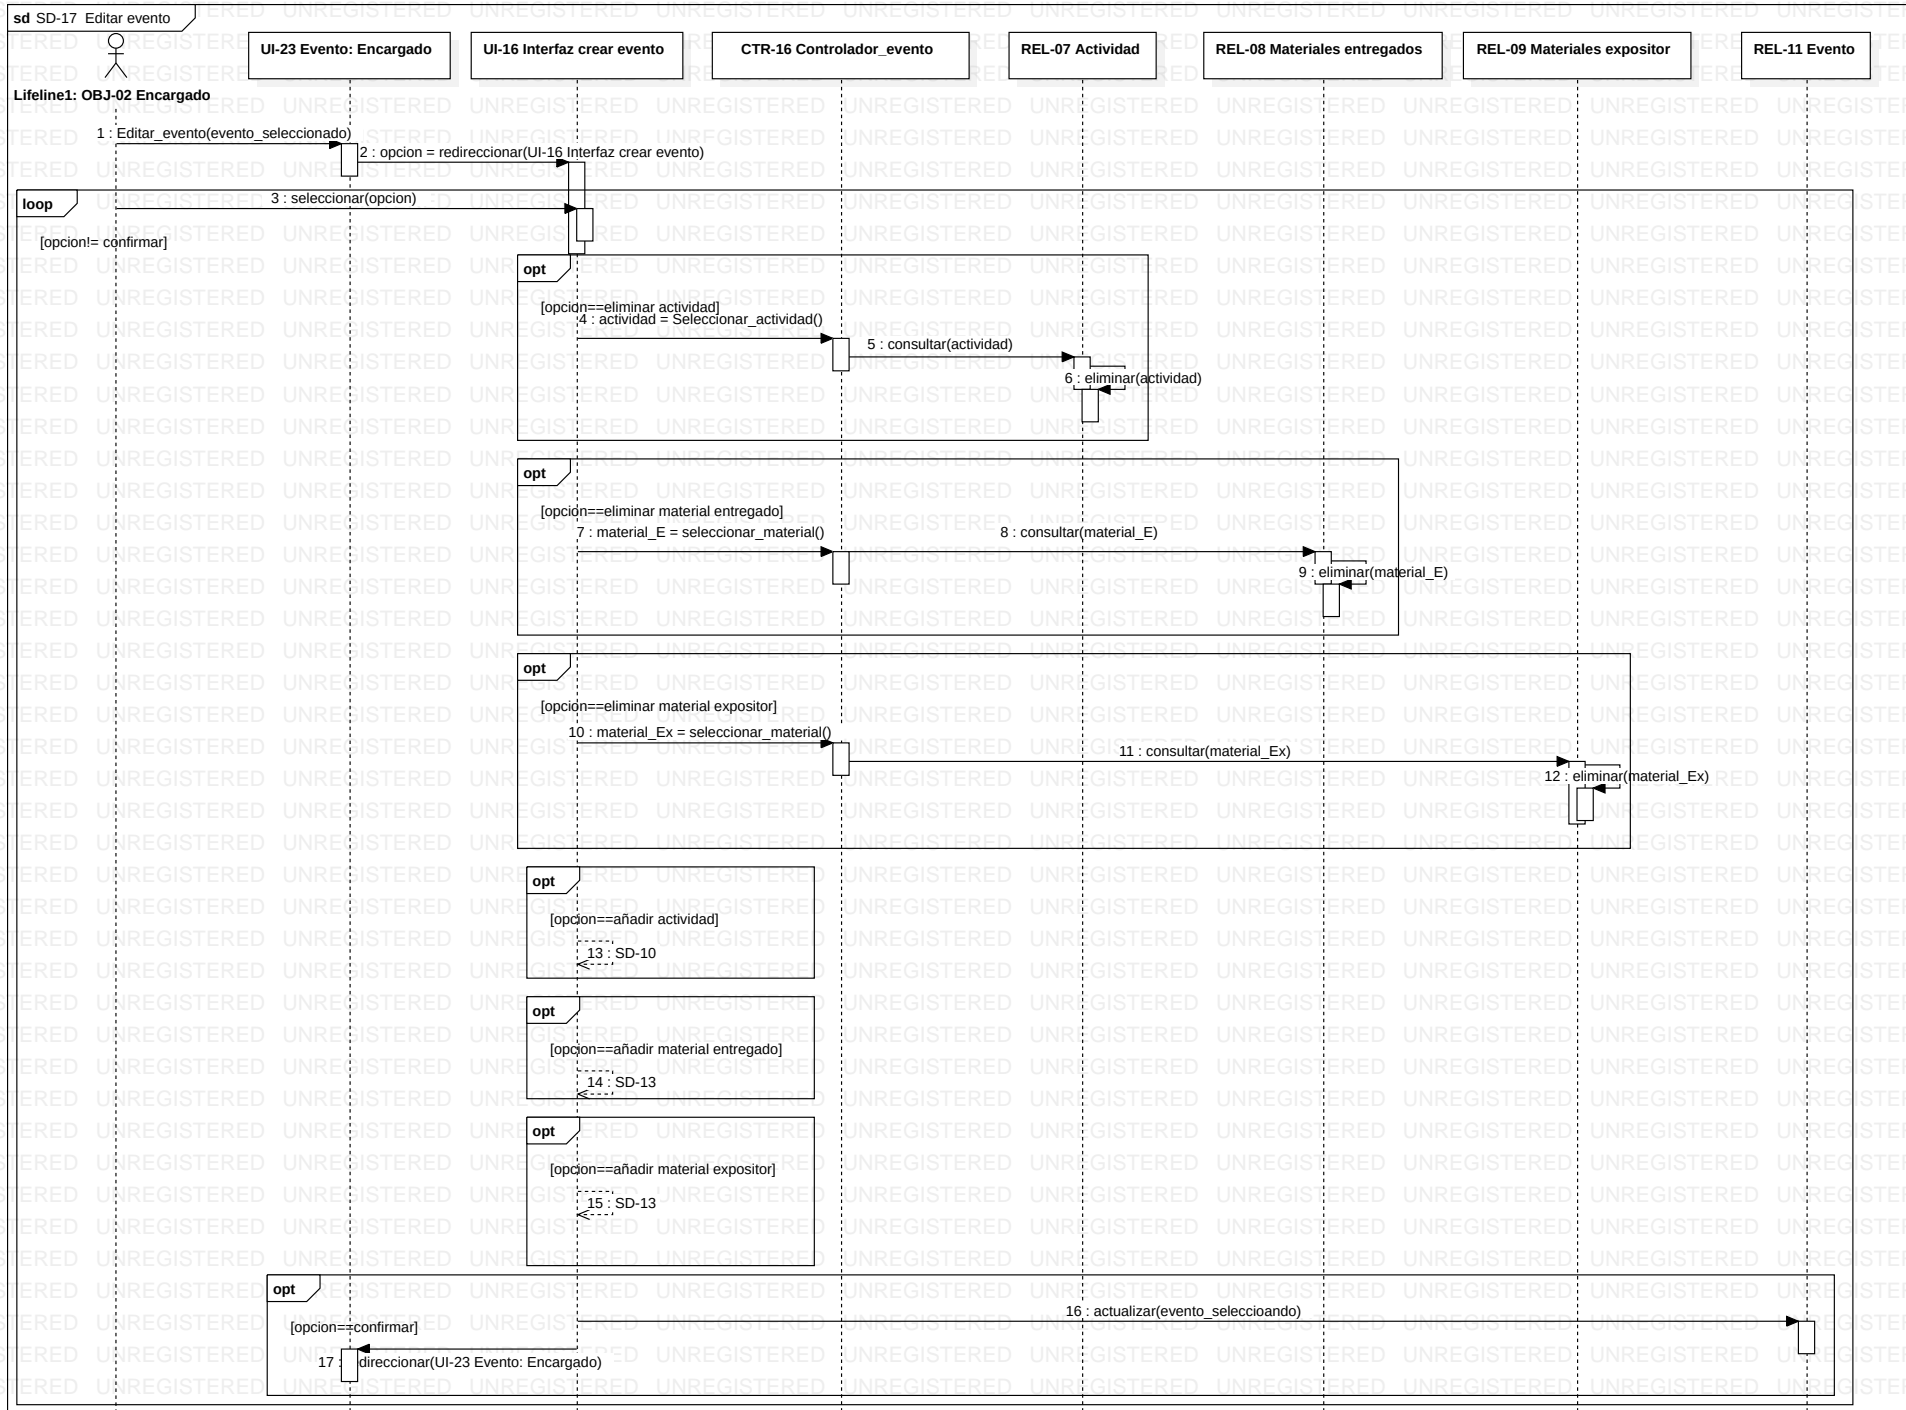 sd SD-17 Editar evento
UI-23 Evento: Encargado
UI-16 Interfaz crear evento
CTR-16 Controlador_evento
REL-07 Actividad
REL-08 Materiales entregados
REL-09 Materiales expositor
REL-11 Evento
Lifeline1: OBJ-02 Encargado
1 : Editar_evento(evento_seleccionado)
2 : opcion = redireccionar(UI-16 Interfaz crear evento)
loop
3 : seleccionar(opcion)
[opcion!= confirmar]
opt
[opcion==eliminar actividad]
4 : actividad = Seleccionar_actividad()
5 : consultar(actividad)
6 : eliminar(actividad)
opt
[opcion==eliminar material entregado]
7 : material_E = seleccionar_material()
8 : consultar(material_E)
9 : eliminar(material_E)
opt
[opcion==eliminar material expositor]
10 : material_Ex = seleccionar_material()
11 : consultar(material_Ex)
12 : eliminar(material_Ex)
opt
[opcion==añadir actividad]
13 : SD-10
opt
[opcion==añadir material entregado]
14 : SD-13
opt
[opcion==añadir material expositor]
15 : SD-13
opt
16 : actualizar(evento_seleccioando)
[opcion==confirmar]
17 : direccionar(UI-23 Evento: Encargado)
UNREGISTERED